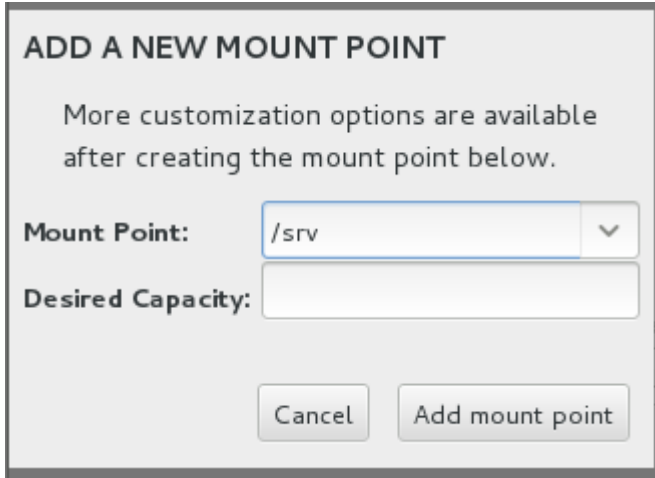 ADD A NEW MOUNT POINT
More customization options are available
after creating the mount point below.
Mount Point: /srv
Desired Capacity:
Cancel Add mount point